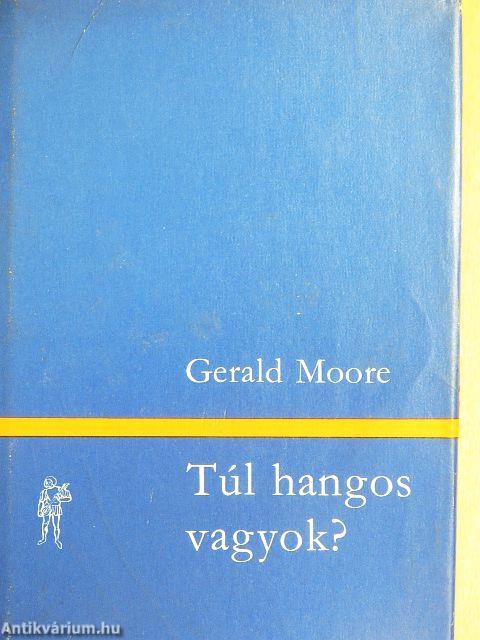 Gerald Moore
Túl hangos
vagyok?
Antikvárium.hu